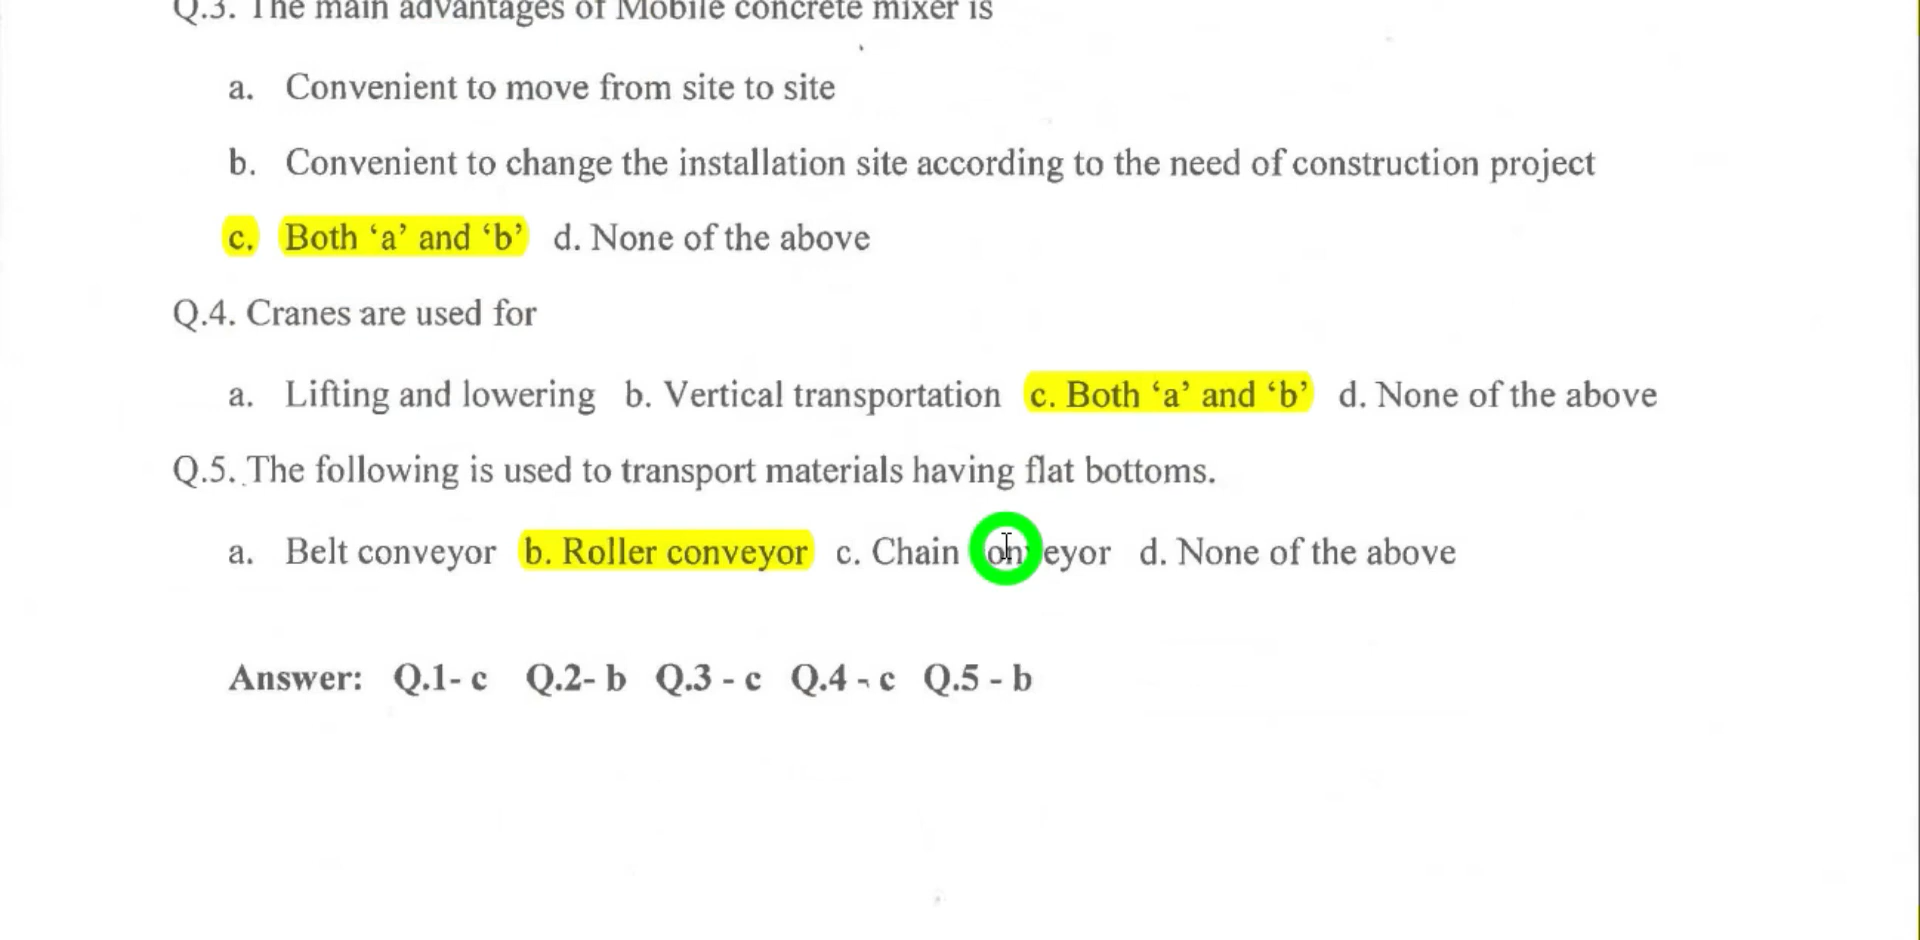 Q.3. The main advantages of Mobile concrete mixer is
a. Convenient to move from site to site
b. Convenient to change the installation site according to the need of construction project
c. Both ‘a’ and ‘b’ d. None of the above
Q.4. Cranes are used for
a. Lifting and lowering b. Vertical transportation c. Both ‘a’ and ‘b’ d. None of the above
Q.5. The following is used to transport materials having flat bottoms.
a. Belt conveyor b. Roller conveyor c. Chain conveyor d. None of the above
Answer: Q.1- c Q.2- b Q.3 - c Q.4 - c Q.5 - b